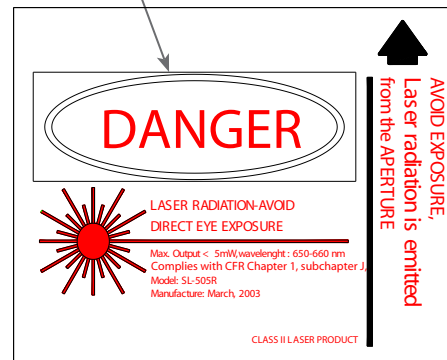 DANGER
LASER RADIATION-AVOID
DIRECT EYE EXPOSURE
Max. Output < 5mW,wavelenght : 650-660 nm
Complies with CFR Chapter 1, subchapter J,
Model: SL-505R
Manufacture: March, 2003
CLASS II LASER PRODUCT
AVOID EXPOSURE,
Laser radiation is emitted
from the APERTURE